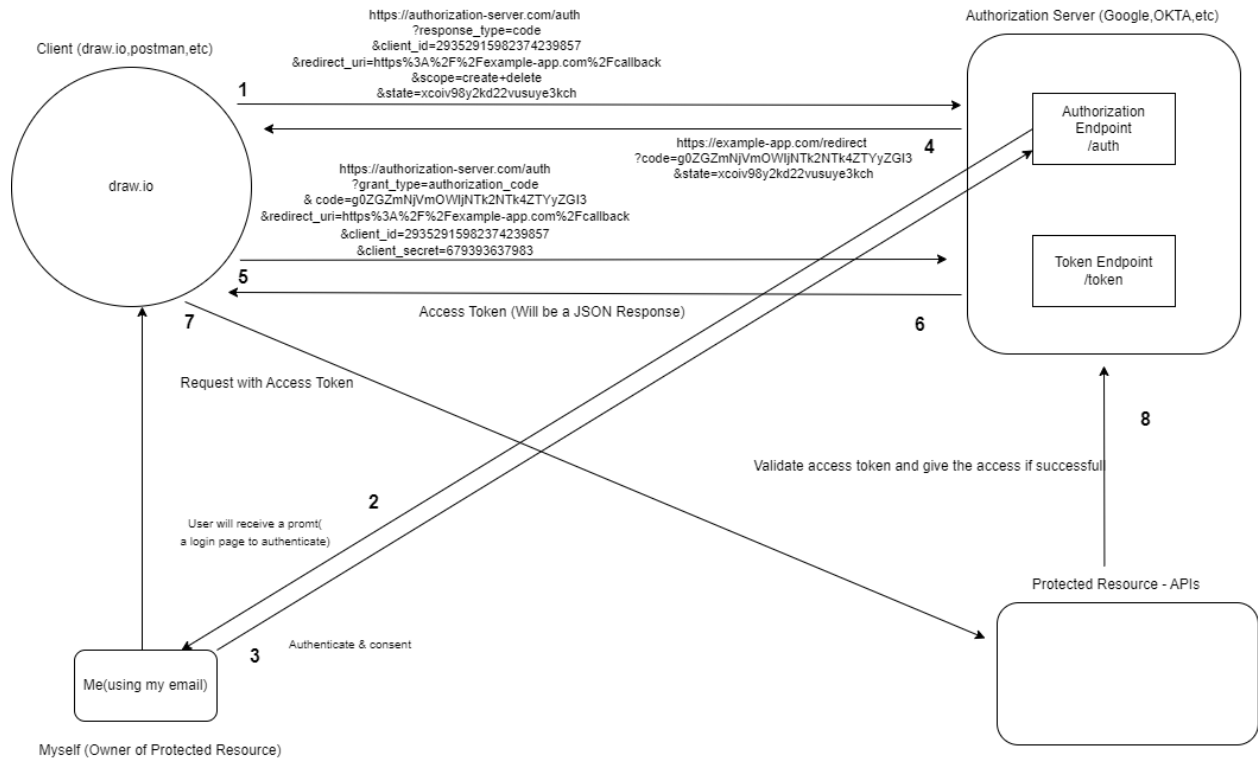 https://authorization-server.com/auth
?response_type=code
&client_id=29352915982374239857
&redirect_uri=https%3A%2F%2Fexample-app.com%2Fcallback
&scope=create+delete
&state=xcoiv98y2kd22vusuye3kch
Authorization Server (Google,OKTA,etc)
Client (draw.io,postman,etc)
1
draw.io
Authorization
Endpoint
/auth
4
https://example-app.com/redirect
?code=g0ZGZmNjVmOWIjNTk2NTk4ZTYyZGI3
&state=xcoiv98y2kd22vusuye3kch
https://authorization-server.com/auth
?grant_type=authorization_code
& code=g0ZGZmNjVmOWIjNTk2NTk4ZTYyZGI3
&redirect_uri=https%3A%2F%2Fexample-app.com%2Fcallback
&client_id=29352915982374239857
&client_secret=679393637983
5
Token Endpoint
/token
Access Token (Will be a JSON Response)
6
7
Request with Access Token
8
Validate access token and give the access if successfull
2
User will receive a promt(
a login page to authenticate)
3
Authenticate & consent
Protected Resource - APIs
Me(using my email)
Myself (Owner of Protected Resource)